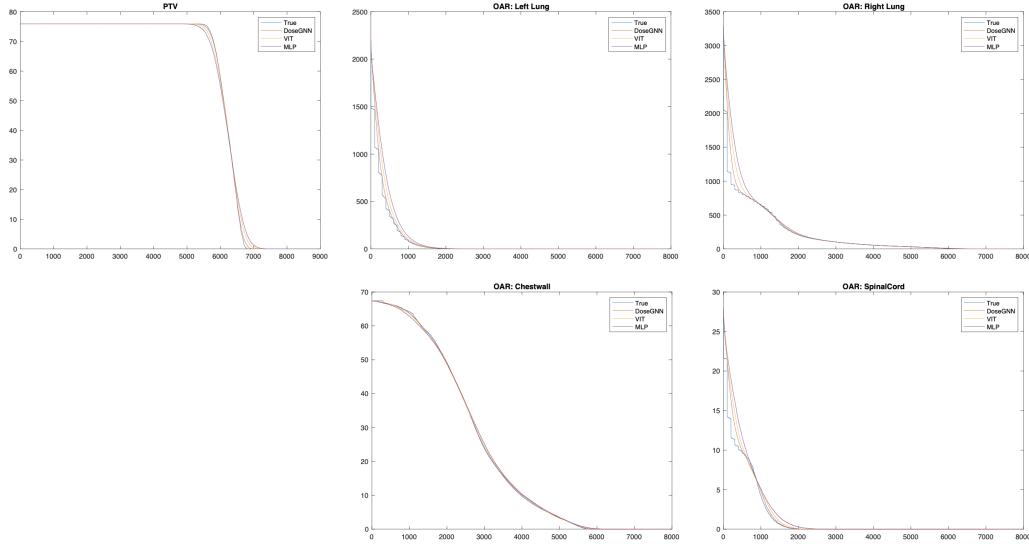 PTV
80
70
60
50
40
30
20
10
0
0 1000 2000 3000 4000 5000 6000 7000 8000 9000
True
DoseGNN
VIT
MLP
OAR: Left Lung
2500
2000
1500
1000
500
0
0 1000 2000 3000 4000 5000 6000 7000 8000
True
DoseGNN
VIT
MLP
OAR: Right Lung
3500
3000
2500
2000
1500
1000
500
0
0 1000 2000 3000 4000 5000 6000 7000 8000
True
DoseGNN
VIT
MLP
OAR: Chestwall
70
60
50
40
30
20
10
0
0 1000 2000 3000 4000 5000 6000 7000 8000
True
DoseGNN
VIT
MLP
OAR: SpinalCord
30
25
20
15
10
5
0
0 1000 2000 3000 4000 5000 6000 7000 8000
True
DoseGNN
VIT
MLP